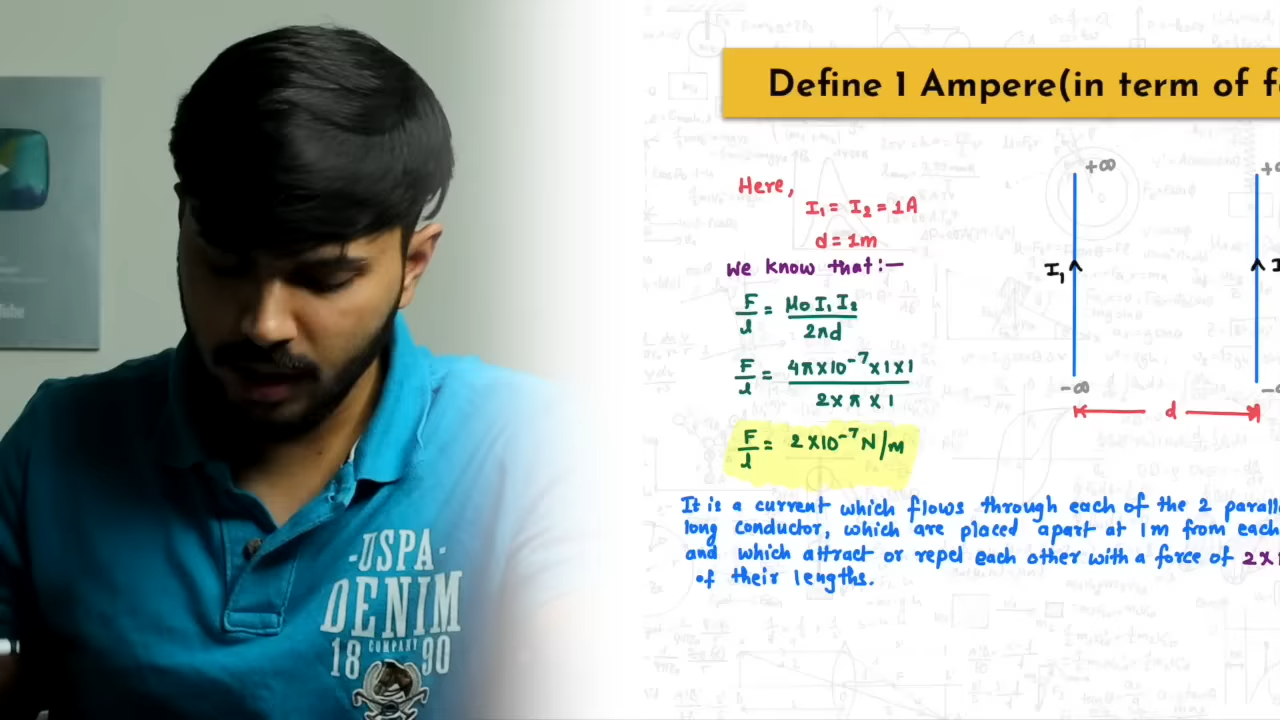 Define 1 Ampere(in term of
Here,
I₁ = I₂ = 1A
d = 1m
We know that:—
F/l = μ₀ I₁ I₂ / 2πd
F/l = 4π×10⁻⁷×1×1 / 2×π×1
F/l = 2×10⁻⁷ N/m
+∞
I₁
-∞
d
It is a current which flows through each of the 2
long conductor, which are placed apart at 1m from each
and which attract or repel each other with a force of 2×
of their lengths.
-USPA-
DENIM
COMPANY
18 90